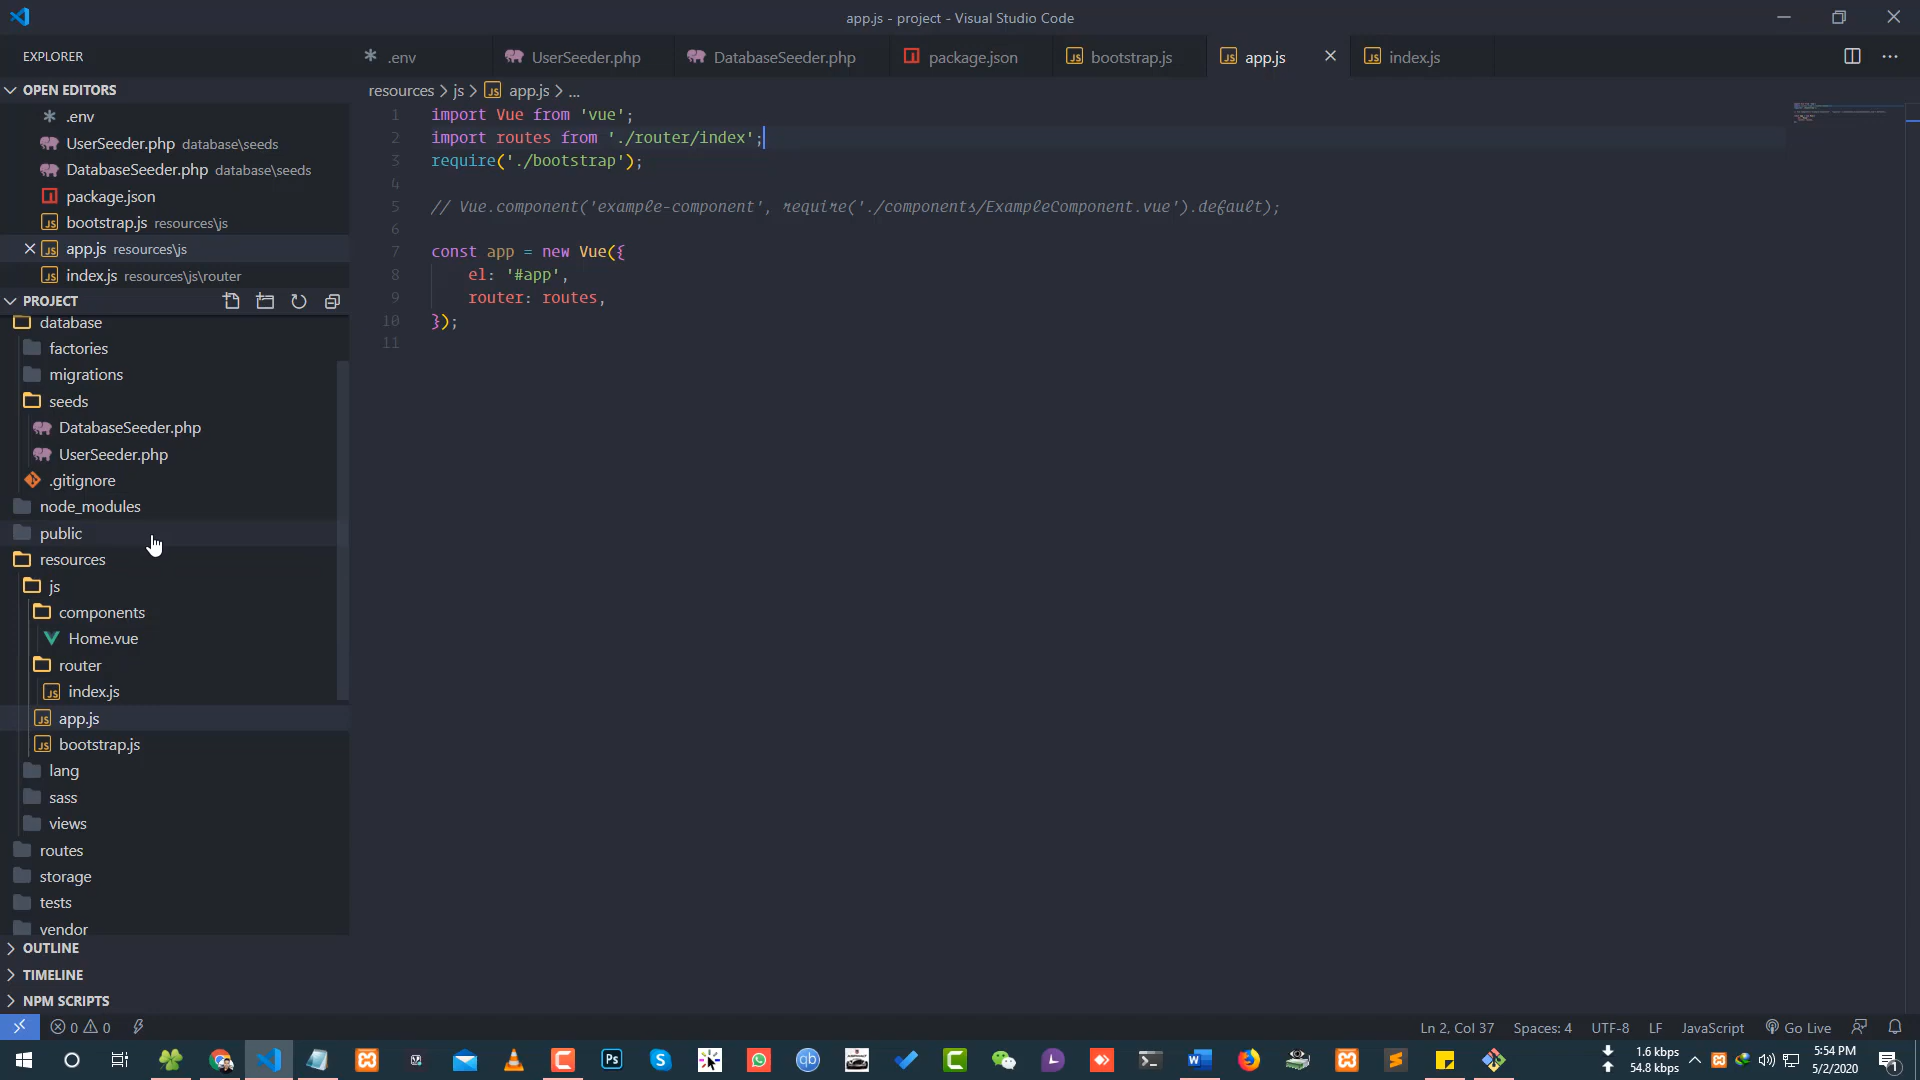 app.js - project - Visual Studio Code
EXPLORER
.env
UserSeeder.php
DatabaseSeeder.php
package.json
bootstrap.js
app.js
index.js
OPEN EDITORS
.env
UserSeeder.php database\seeds
DatabaseSeeder.php database\seeds
package.json
bootstrap.js resources\js
app.js resources\js
index.js resources\js\router
PROJECT
database
factories
migrations
seeds
DatabaseSeeder.php
UserSeeder.php
.gitignore
node_modules
public
resources
js
components
Home.vue
router
index.js
app.js
bootstrap.js
lang
sass
views
routes
storage
tests
vendor
OUTLINE
TIMELINE
NPM SCRIPTS
resources > js > JS app.js > ...
1 import Vue from 'vue';
2 import routes from './router/index';
3 require('./bootstrap');
4
5 // Vue.component('example-component', require('./components/ExampleComponent.vue').default);
6
7 const app = new Vue({
8 el: '#app',
9 router: routes,
10 });
11
0 0
Ln 2, Col 37 Spaces: 4 UTF-8 LF JavaScript Go Live
1.6 kbps
54.8 kbps
5:54 PM
5/2/2020